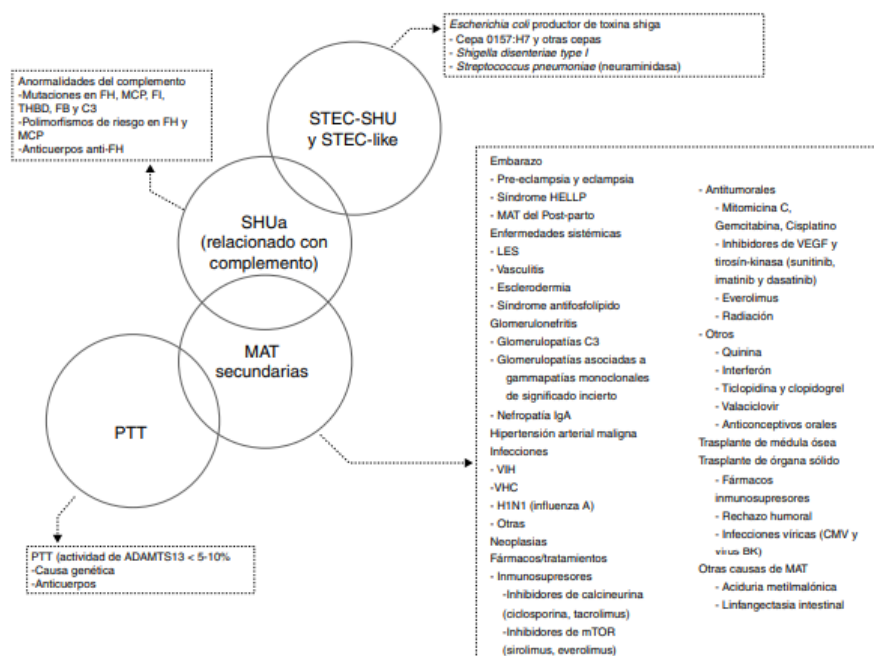 Escherichia coli productor de toxina shiga
- Cepa 0157:H7 y otras cepas
- Shigella disenteriae type I
- Streptococcus pneumoniae (neuraminidasa)
Anormalidades del complemento
-Mutaciones en FH, MCP, FI,
THBD, FB y C3
-Polimorfismos de riesgo en FH y
MCP
-Anticuerpos anti-FH
STEC-SHU
y STEC-like
SHUa
(relacionado con
complemento)
MAT
secundarias
PTT
PTT (actividad de ADAMTS13 < 5-10%
-Causa genética
-Anticuerpos
Embarazo
- Pre-eclampsia y eclampsia
- Síndrome HELLP
- MAT del Post-parto
Enfermedades sistémicas
- LES
- Vasculitis
- Esclerodermia
- Síndrome antifosfolípido
Glomerulonefritis
- Glomerulopatías C3
- Glomerulopatías asociadas a
gammapatías monoclonales
de significado incierto
- Nefropatía IgA
Hipertensión arterial maligna
Infecciones
- VIH
-VHC
- H1N1 (influenza A)
- Otras
Neoplasias
Fármacos/tratamientos
- Inmunosupresores
-Inhibidores de calcineurina
(ciclosporina, tacrolimus)
-Inhibidores de mTOR
(sirolimus, everolimus)
- Antitumorales
- Mitomicina C,
Gemcitabina, Cisplatino
- Inhibidores de VEGF y
tirosín-kinasa (sunitinib,
imatinib y dasatinib)
- Everolimus
- Radiación
- Otros
- Quinina
- Interferón
- Ticlopidina y clopidogrel
- Valaciclovir
- Anticonceptivos orales
Trasplante de médula ósea
Trasplante de órgana sólido
- Fármacos
inmunosupresores
- Rechazo humoral
- Infecciones víricas (CMV y
virus BK)
Otras causas de MAT
- Aciduria metilmalónica
- Linfangectasia intestinal